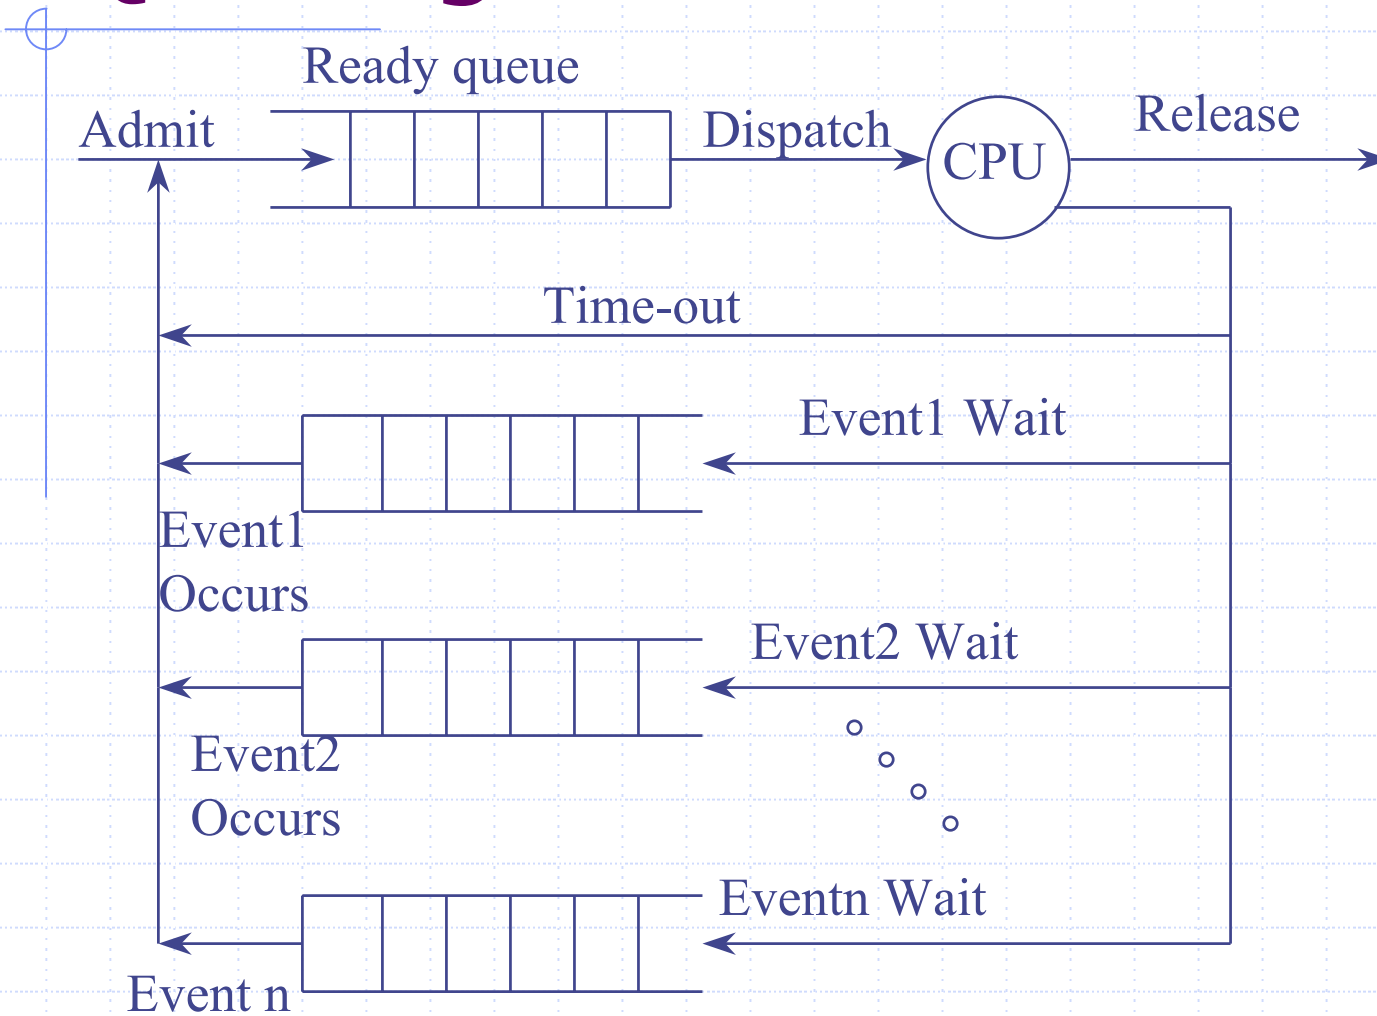 Ready queue
Admit
Dispatch
CPU
Release
Time-out
Event1 Wait
Event1
Occurs
Event2 Wait
Event2
Occurs
Eventn Wait
Event n